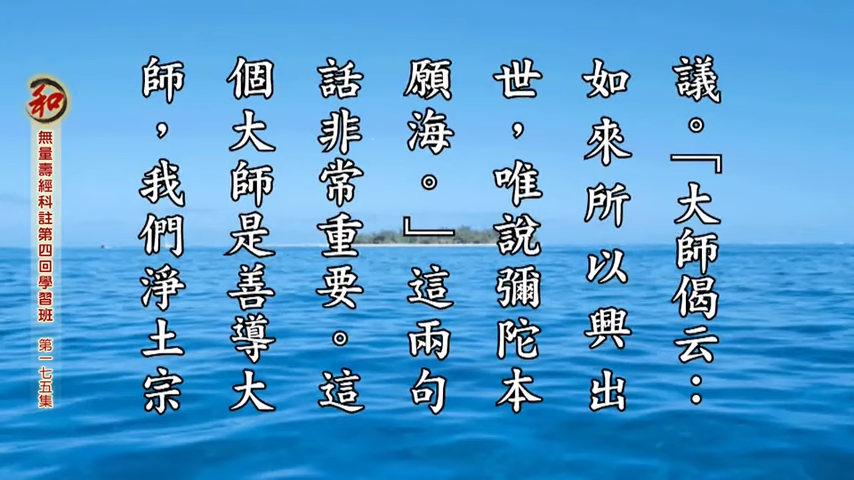 議。「大師偈云：
如來所以興出
世，唯說彌陀本
願海。」這兩句
話非常重要。這
個大師是善導大
師，我們淨土宗
和
無量壽經科註第四回學習班 第一七五集